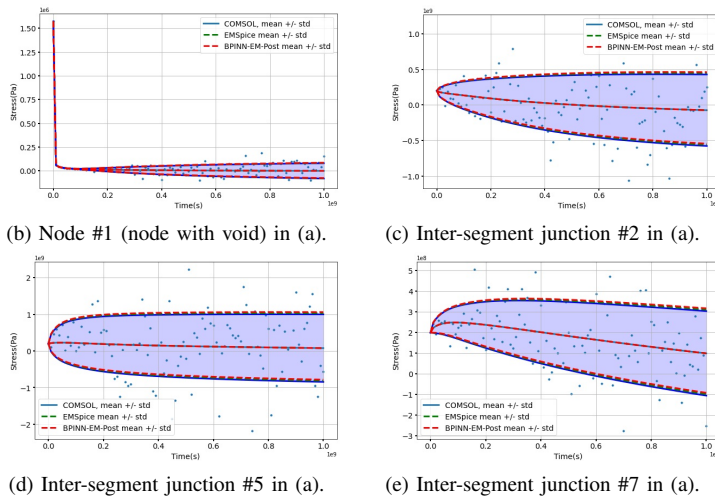 1e6
COMSOL, mean +/- std
EMSpice mean +/- std
BPINN-EM-Post mean +/- std
1.50
1.25
1.00
0.75
0.50
0.25
0.00
Stress(Pa)
0.0 0.2 0.4 0.6 0.8 1.0
Time(s)
1e9
(b) Node #1 (node with void) in (a).
1e9
COMSOL, mean +/- std
EMSpice mean +/- std
BPINN-EM-Post mean +/- std
1.0
0.5
0.0
−0.5
−1.0
Stress(Pa)
0.0 0.2 0.4 0.6 0.8 1.0
Time(s)
1e9
(c) Inter-segment junction #2 in (a).
1e9
2
1
0
−1
−2
Stress(Pa)
COMSOL, mean +/- std
EMSpice mean +/- std
BPINN-EM-Post mean +/- std
0.0 0.2 0.4 0.6 0.8 1.0
Time(s)
1e9
(d) Inter-segment junction #5 in (a).
1e8
5
4
3
2
1
0
−1
−2
−3
Stress(Pa)
COMSOL, mean +/- std
EMSpice mean +/- std
BPINN-EM-Post mean +/- std
0.0 0.2 0.4 0.6 0.8 1.0
Time(s)
1e9
(e) Inter-segment junction #7 in (a).